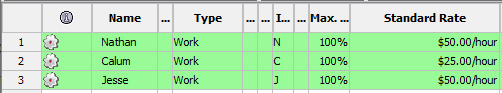 ... Name ... Type ... ... I... Max. ... Standard Rate
1 Nathan Work N 100% $50.00/hour
2 Calum Work C 25.00/hour
3 Jesse Work J 100% $50.00/hour